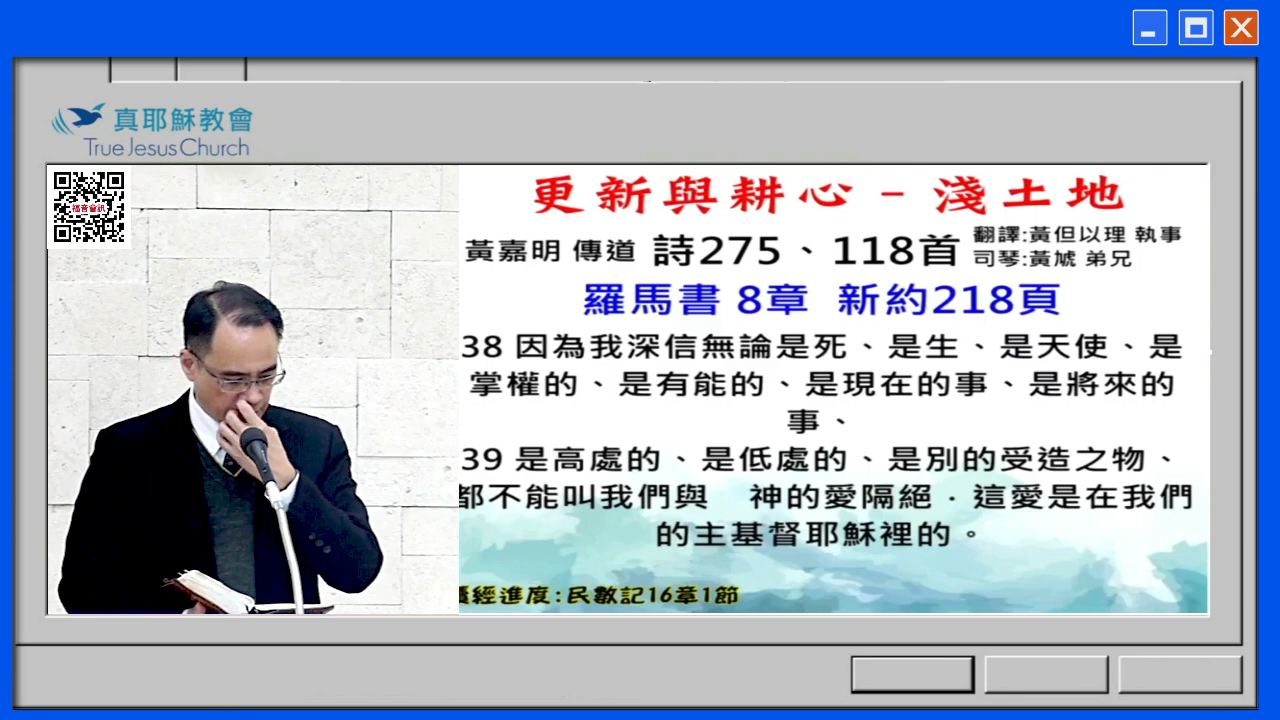 真耶穌教會
True Jesus Church
福音會訊
更新與耕心 - 淺土地
黃嘉明 傳道 詩275、118首
翻譯:黃但以理 執事
司琴:黃虓 弟兄
羅馬書 8章 新約218頁
38 因為我深信無論是死、是生、是天使、是
掌權的、是有能的、是現在的事、是將來的
事、
39 是高處的、是低處的、是別的受造之物、
都不能叫我們與 神的愛隔絕．這愛是在我們
的主基督耶穌裡的。
經進度:民數記16章1節